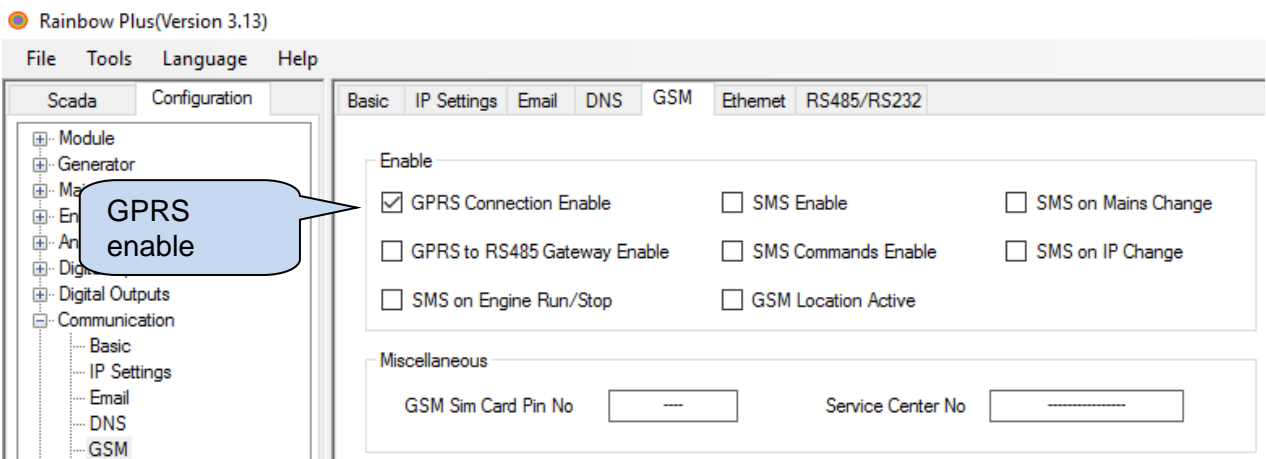 Rainbow Plus(Version 3.13)
File Tools Language Help
Scada Configuration
Basic IP Settings Email DNS GSM Ethernet RS485/RS232
Module
Generator
GPRS
enable
Digital Outputs
Communication
Basic
IP Settings
Email
DNS
GSM
Enable
GPRS Connection Enable SMS Enable SMS on Mains Change
GPRS to RS485 Gateway Enable SMS Commands Enable SMS on IP Change
SMS on Engine Run/Stop GSM Location Active
Miscellaneous
GSM Sim Card Pin No ---- Service Center No ----------------